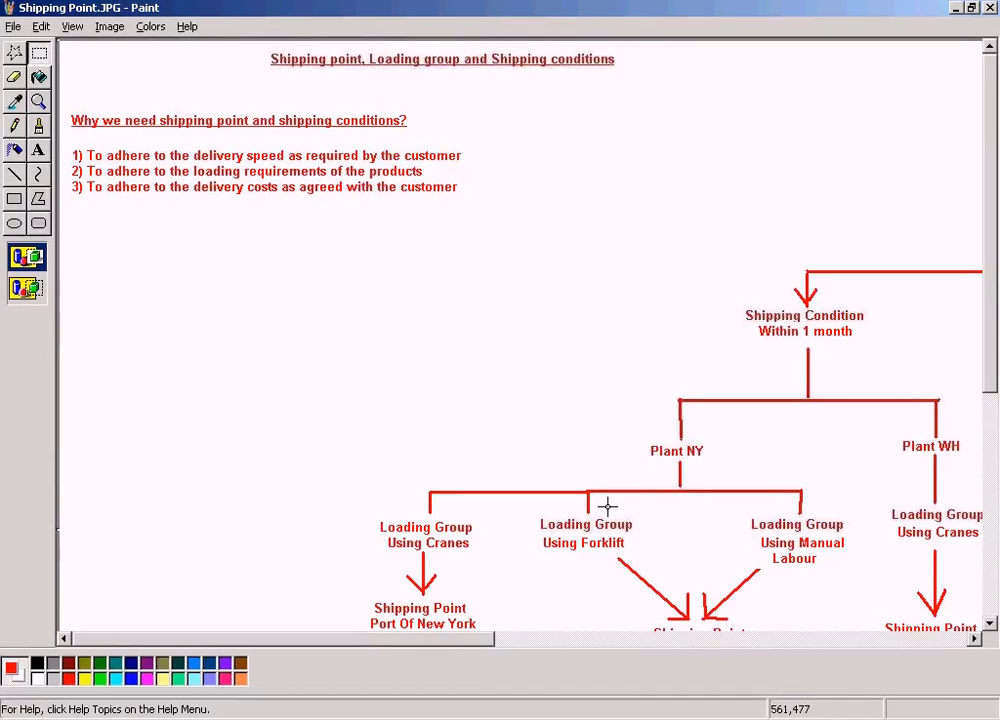 Shipping Point.JPG - Paint
File Edit View Image Colors Help
Shipping point, Loading group and Shipping conditions
Why we need shipping point and shipping conditions?
1) To adhere to the delivery speed as required by the customer
2) To adhere to the loading requirements of the products
3) To adhere to the delivery costs as agreed with the customer
Shipping Condition
Within 1 month
Plant NY
Plant WH
Loading Group
Using Cranes
Loading Group
Using Forklift
Loading Group
Using Manual
Labour
Loading Group
Using Cranes
Shipping Point
Port Of New York
Shipping Point
Shipping Point
For Help, click Help Topics on the Help Menu.
561,477